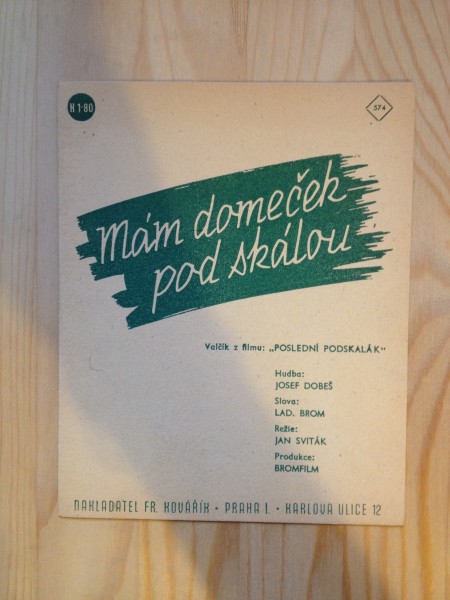 K 1·80
574
Mám domeček
pod skálou
Valčík z filmu: „POSLEDNÍ PODSKALÁK“
Hudba:
JOSEF DOBEŠ
Slova:
LAD. BROM
Režie:
JAN SVITÁK
Produkce:
BROMFILM
NAKLADATEL FR. KOVÁŘÍK · PRAHA I. · KARLOVA ULICE 12